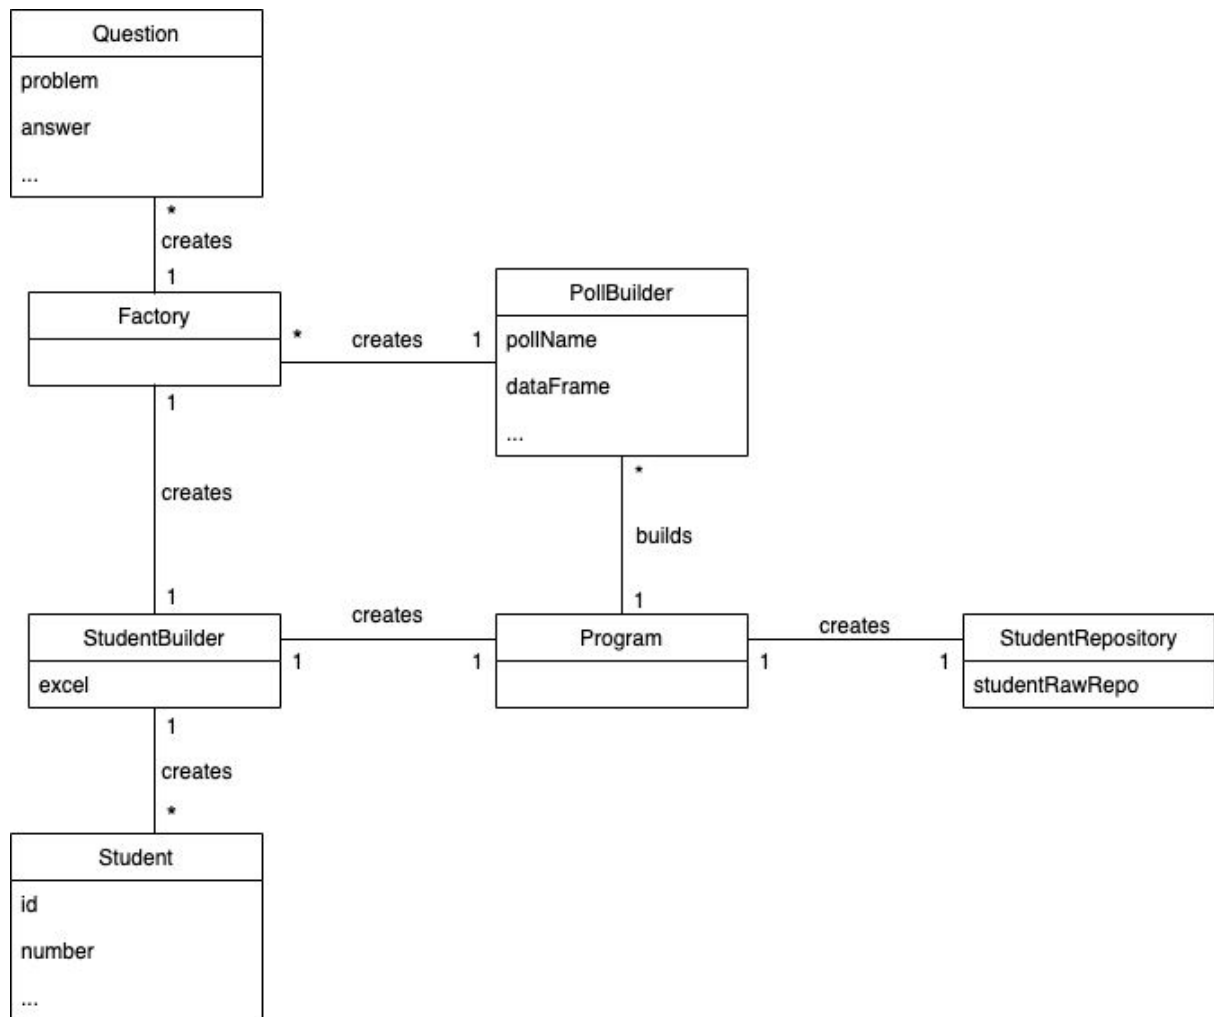 Question
problem
answer
...
*
creates
1
Factory
* creates 1
PollBuilder
pollName
dataFrame
...
1
creates
1
*
builds
1
StudentBuilder
excel
creates
1 1
Program
creates
1 1
StudentRepository
studentRawRepo
1
creates
*
Student
id
number
...